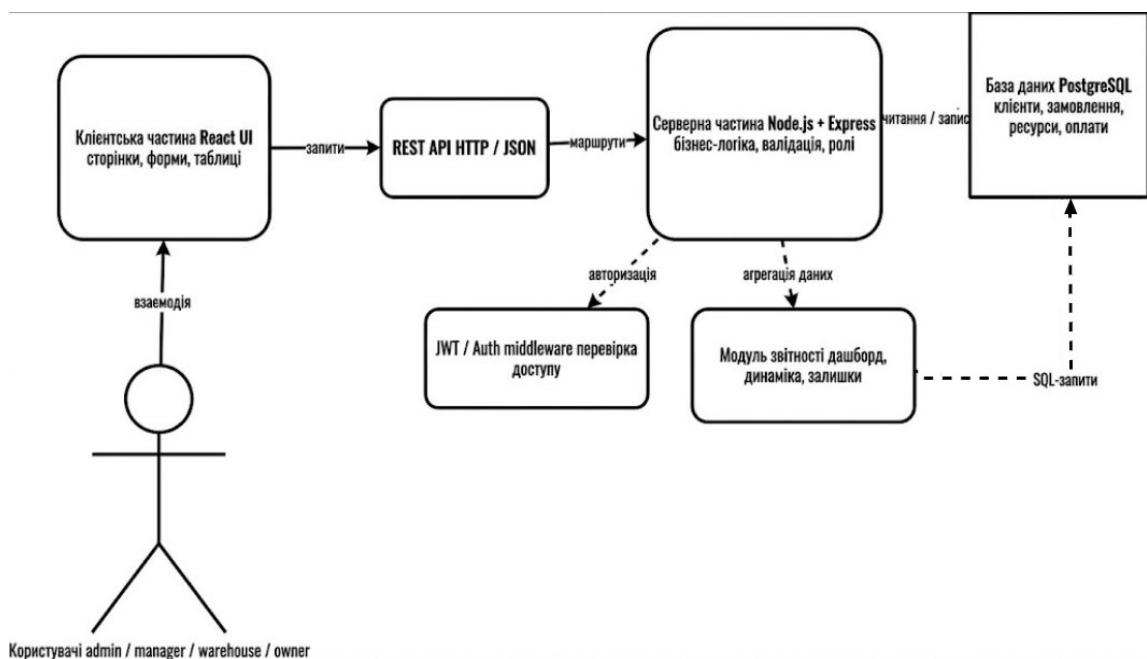 Клієнтська частина React UI
сторінки, форми, таблиці
запити
REST API HTTP / JSON
маршрути
Серверна частина Node.js + Express
бізнес-логіка, валідація, ролі
читання / запис
База даних PostgreSQL
клієнти, замовлення,
ресурси, оплати
взаємодія
авторизація
агрегація даних
JWT / Auth middleware перевірка
доступу
Модуль звітності дашборд,
динаміка, залишки
SQL-запити
Користувачі admin / manager / warehouse / owner